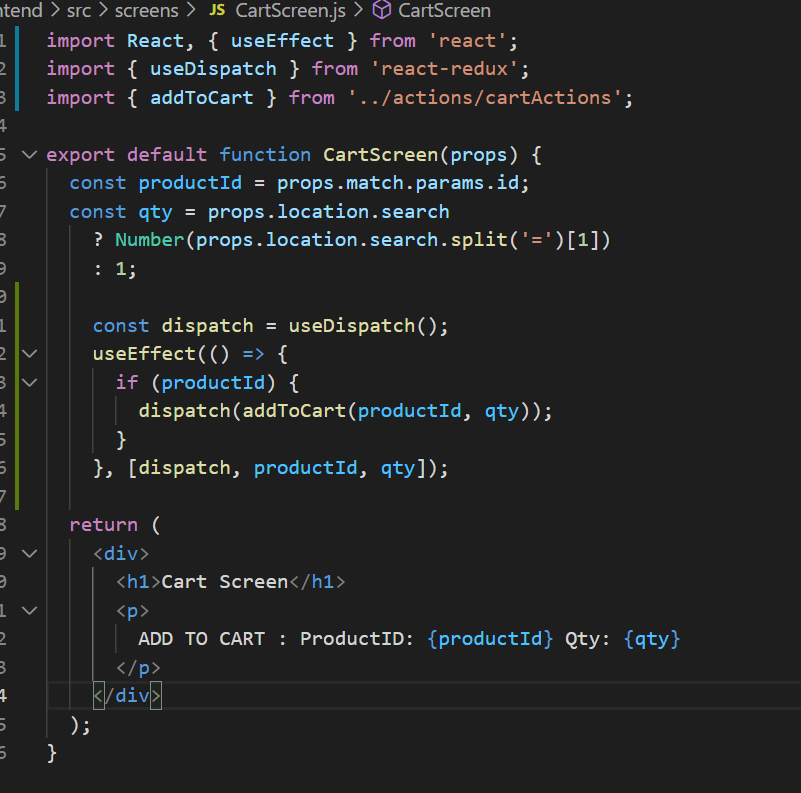 ntend > src > screens > JS CartScreen.js > CartScreen
1 import React, { useEffect } from 'react';
2 import { useDispatch } from 'react-redux';
3 import { addToCart } from '../actions/cartActions';
4
5 export default function CartScreen(props) {
6   const productId = props.match.params.id;
7   const qty = props.location.search
8     ? Number(props.location.search.split('=')[1])
9     : 1;
0
1     const dispatch = useDispatch();
2     useEffect(() => {
3       if (productId) {
4         dispatch(addToCart(productId, qty));
5       }
6     }, [dispatch, productId, qty]);
7
8   return (
9     <div>
0       <h1>Cart Screen</h1>
1       <p>
2         ADD TO CART : ProductID: {productId} Qty: {qty}
3       </p>
4     </div>
5   );
6 }